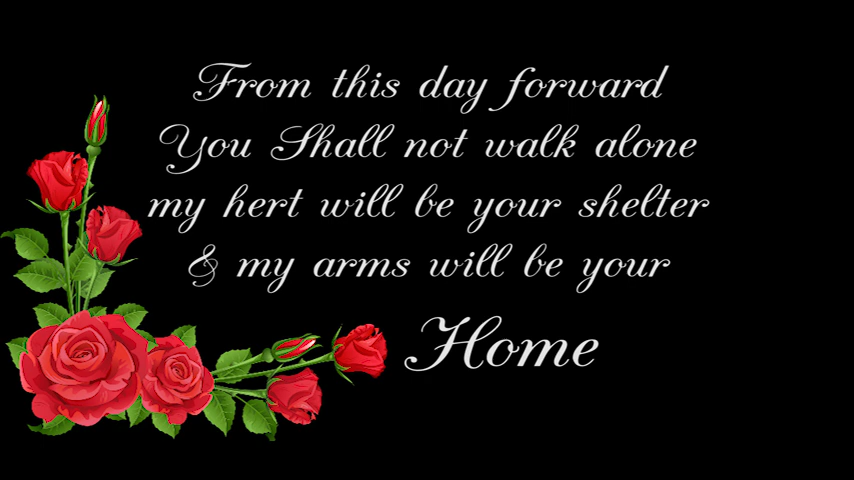 From this day forward
You Shall not walk alone
my hert will be your shelter
& my arms will be your
Home